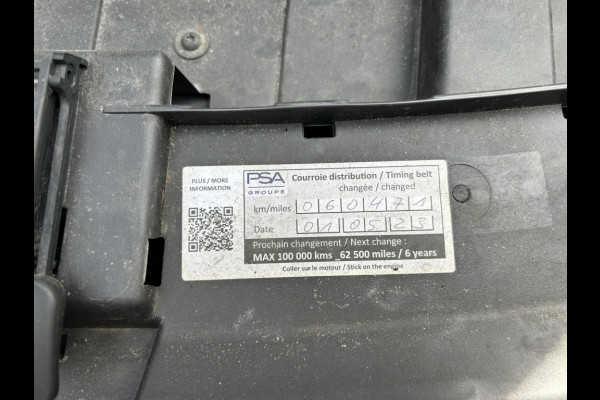 PLUS / MORE
INFORMATION
PSA
GROUPE
Courroie distribution / Timing belt
changée / changed
km/miles 060471
Date 010523
Prochain changement / Next change :
MAX 100 000 kms _62 500 miles / 6 years
Coller sur le moteur / Stick on the engine